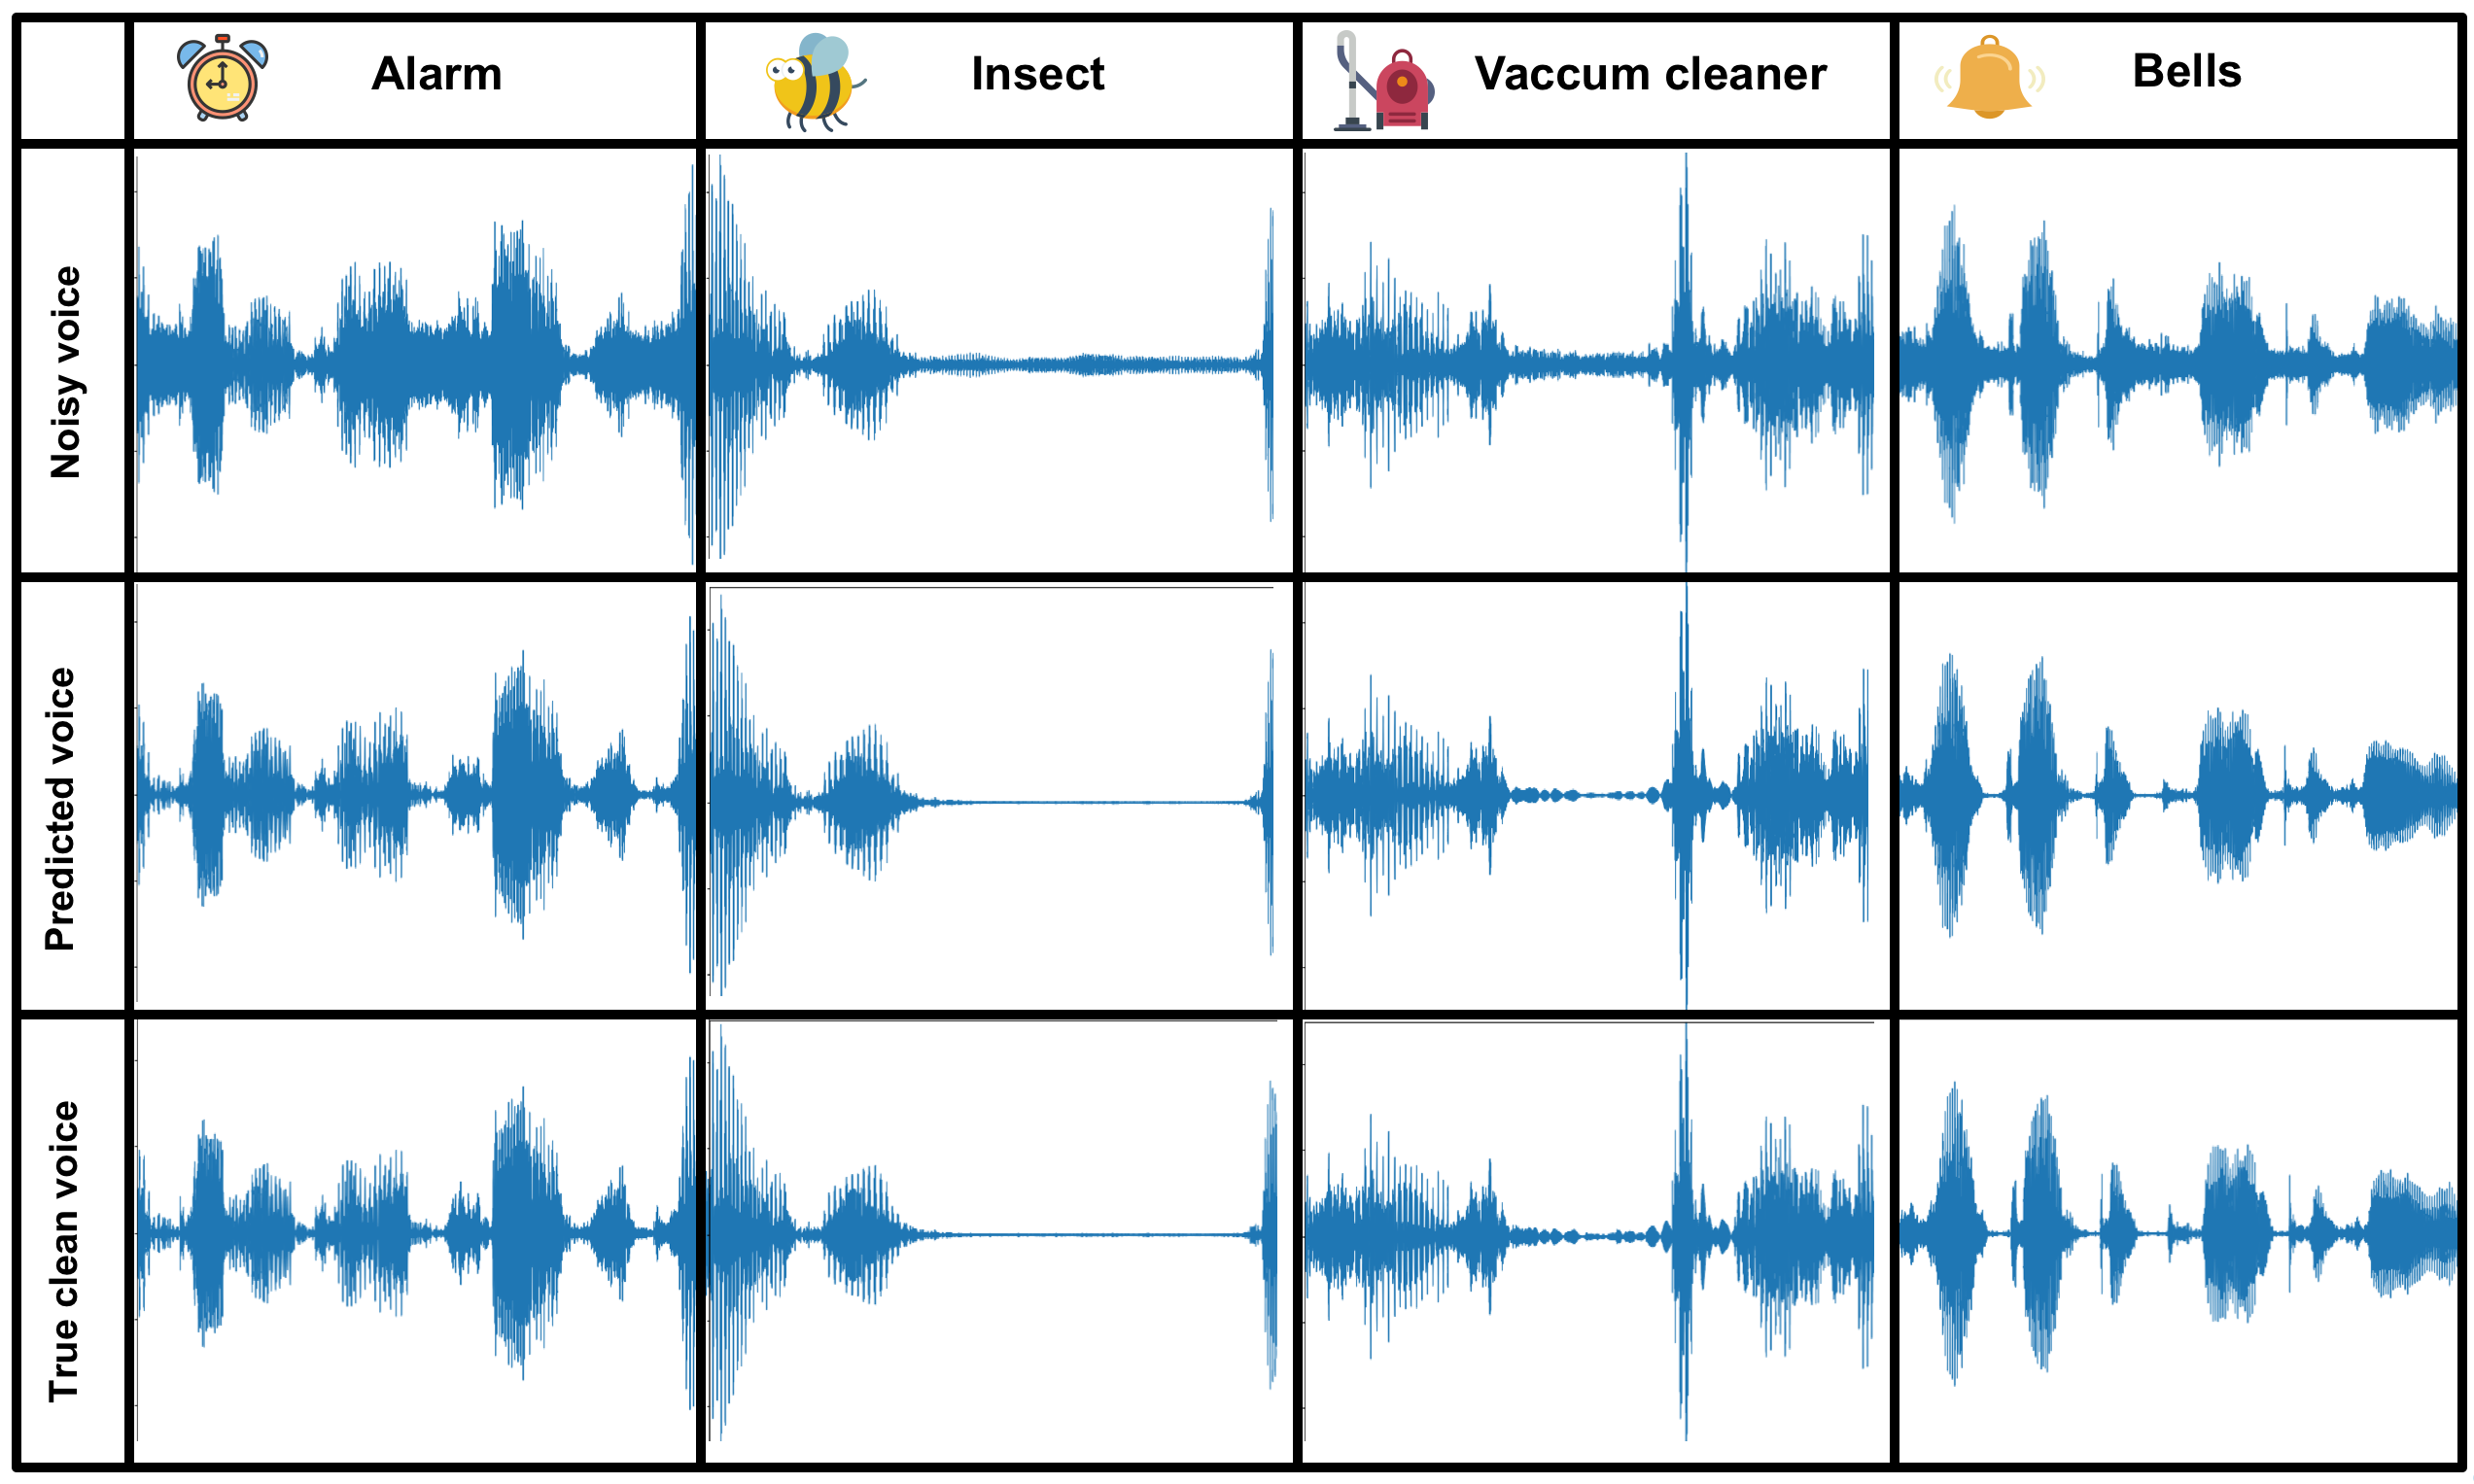 Alarm
Insect
Vaccum cleaner
Bells
Noisy voice
Predicted voice
True clean voice